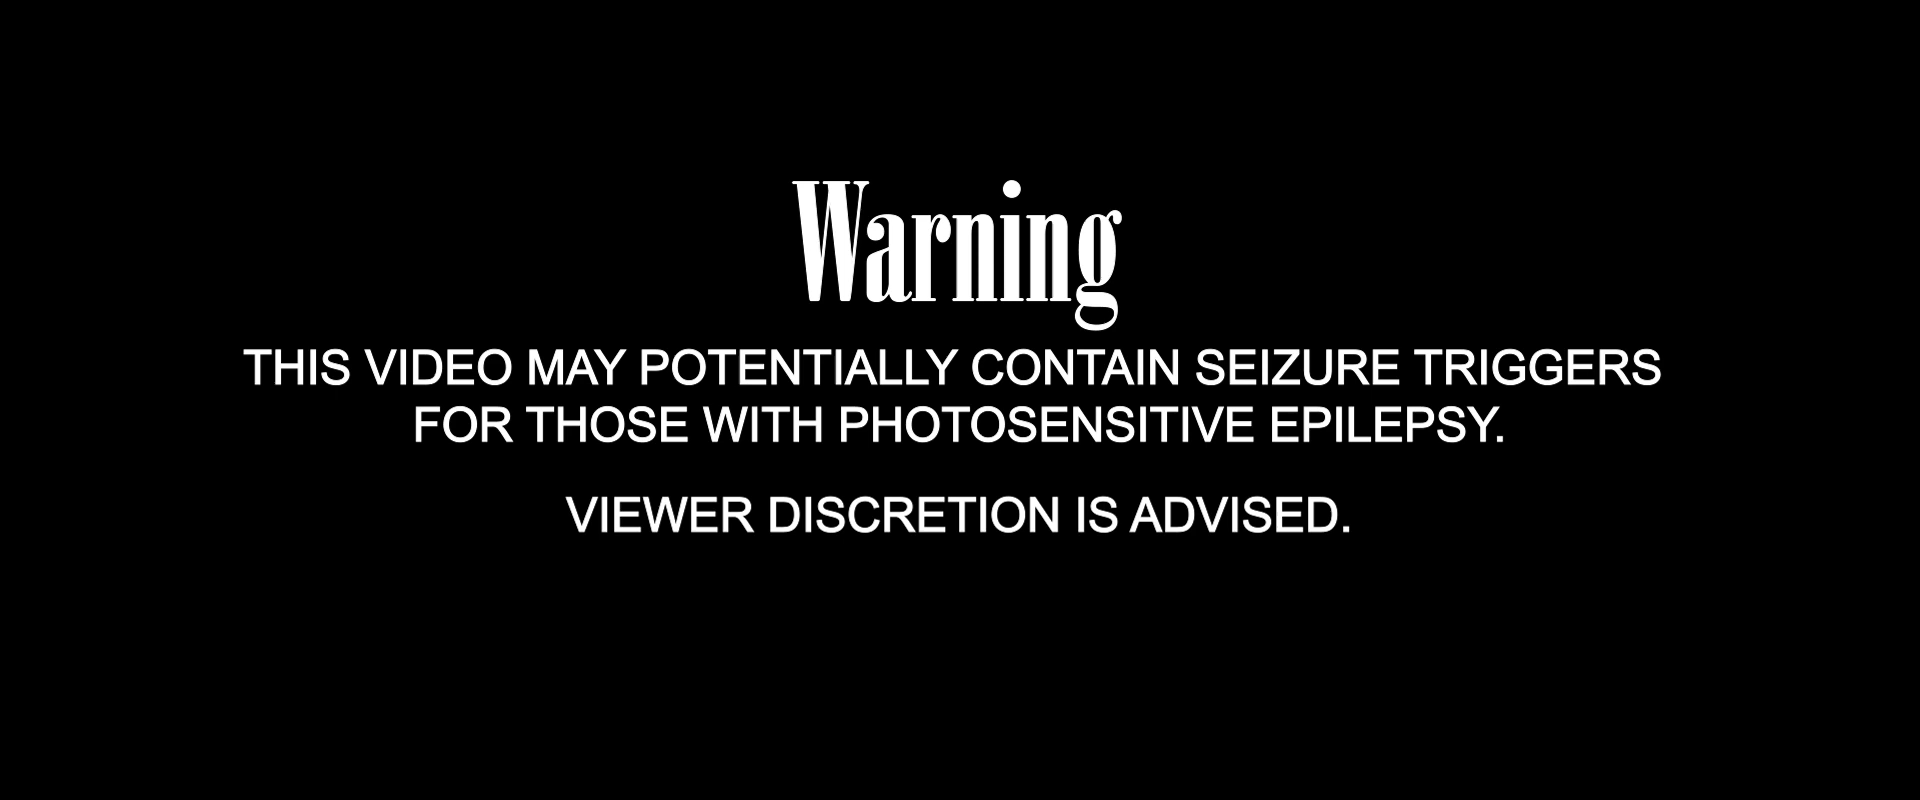 Warning
THIS VIDEO MAY POTENTIALLY CONTAIN SEIZURE TRIGGERS
FOR THOSE WITH PHOTOSENSITIVE EPILEPSY.
VIEWER DISCRETION IS ADVISED.